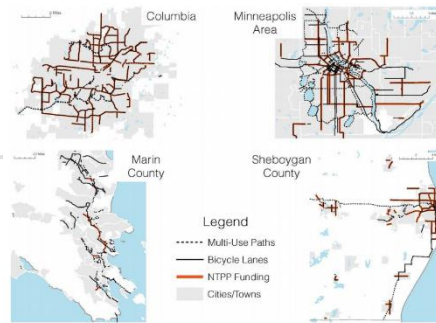 Columbia
Minneapolis
Area
Marin
County
Sheboygan
County
Legend
Multi-Use Paths
Bicycle Lanes
NTPP Funding
Cities/Towns